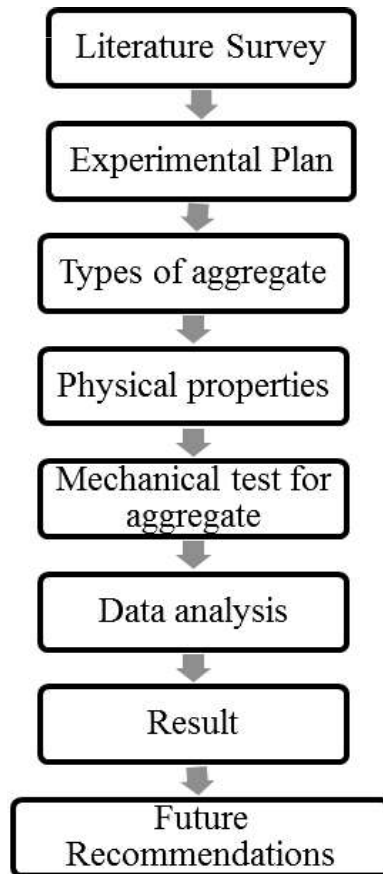 Literature Survey
Experimental Plan
Types of aggregate
Physical properties
Mechanical test for
aggregate
Data analysis
Result
Future
Recommendations